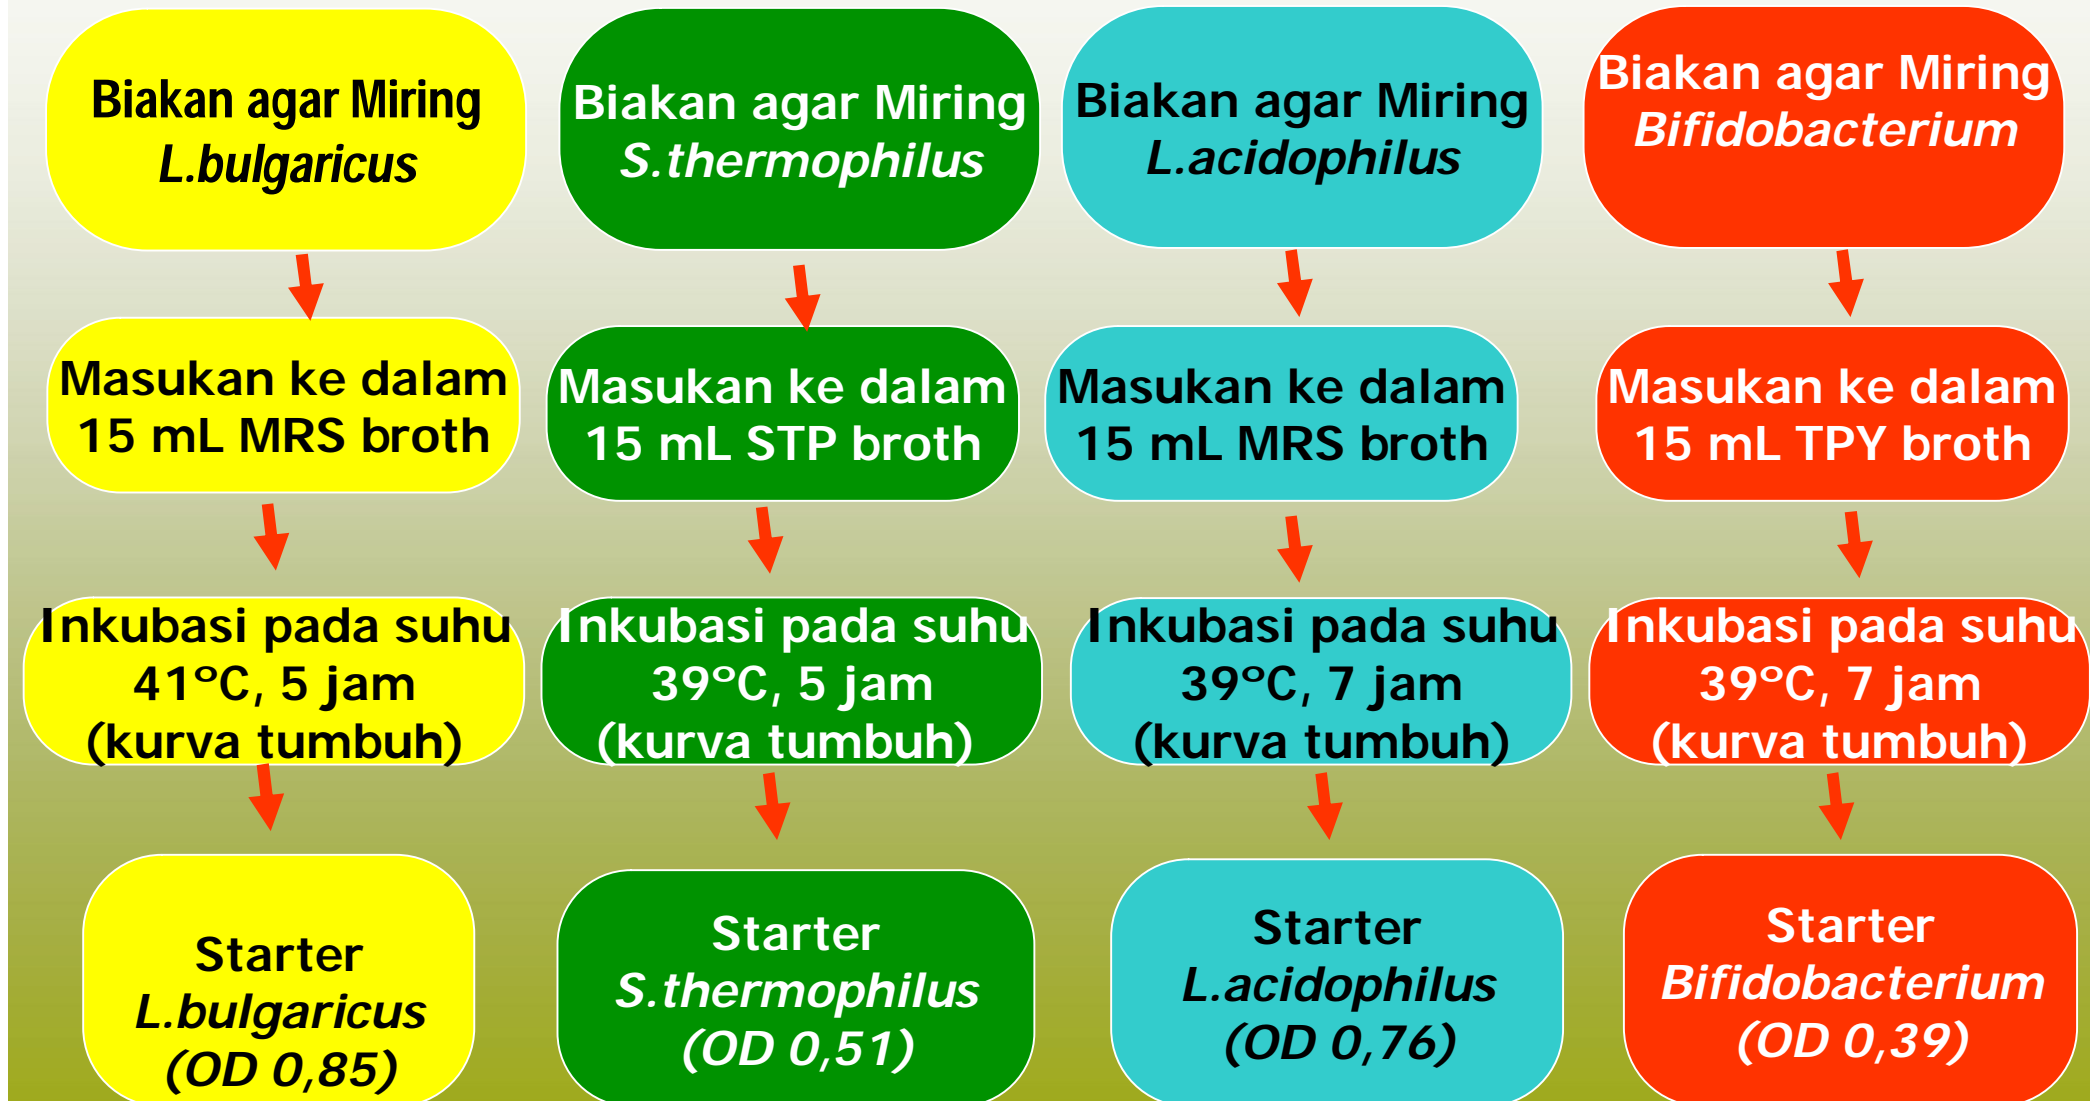 Biakan agar Miring
L.bulgaricus
Masukan ke dalam
15 mL MRS broth
Inkubasi pada suhu
41°C, 5 jam
(kurva tumbuh)
Starter
L.bulgaricus
(OD 0,85)
Biakan agar Miring
S.thermophilus
Masukan ke dalam
15 mL STP broth
Inkubasi pada suhu
39°C, 5 jam
(kurva tumbuh)
Starter
S.thermophilus
(OD 0,51)
Biakan agar Miring
L.acidophilus
Masukan ke dalam
15 mL MRS broth
Inkubasi pada suhu
39°C, 7 jam
(kurva tumbuh)
Starter
L.acidophilus
(OD 0,76)
Biakan agar Miring
Bifidobacterium
Masukan ke dalam
15 mL TPY broth
Inkubasi pada suhu
39°C, 7 jam
(kurva tumbuh)
Starter
Bifidobacterium
(OD 0,39)